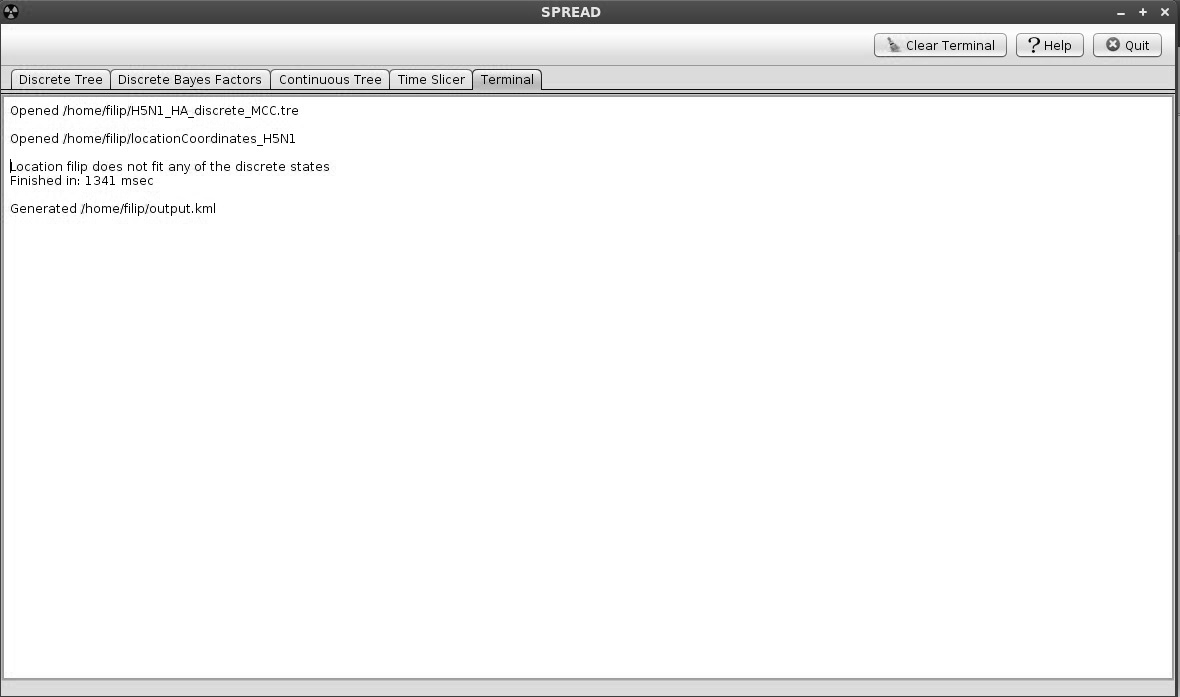 SPREAD
Clear Terminal
? Help
Quit
Discrete Tree
Discrete Bayes Factors
Continuous Tree
Time Slicer
Terminal
Opened /home/filip/H5N1_HA_discrete_MCC.tre
Opened /home/filip/locationCoordinates_H5N1
Location filip does not fit any of the discrete states
Finished in: 1341 msec
Generated /home/filip/output.kml